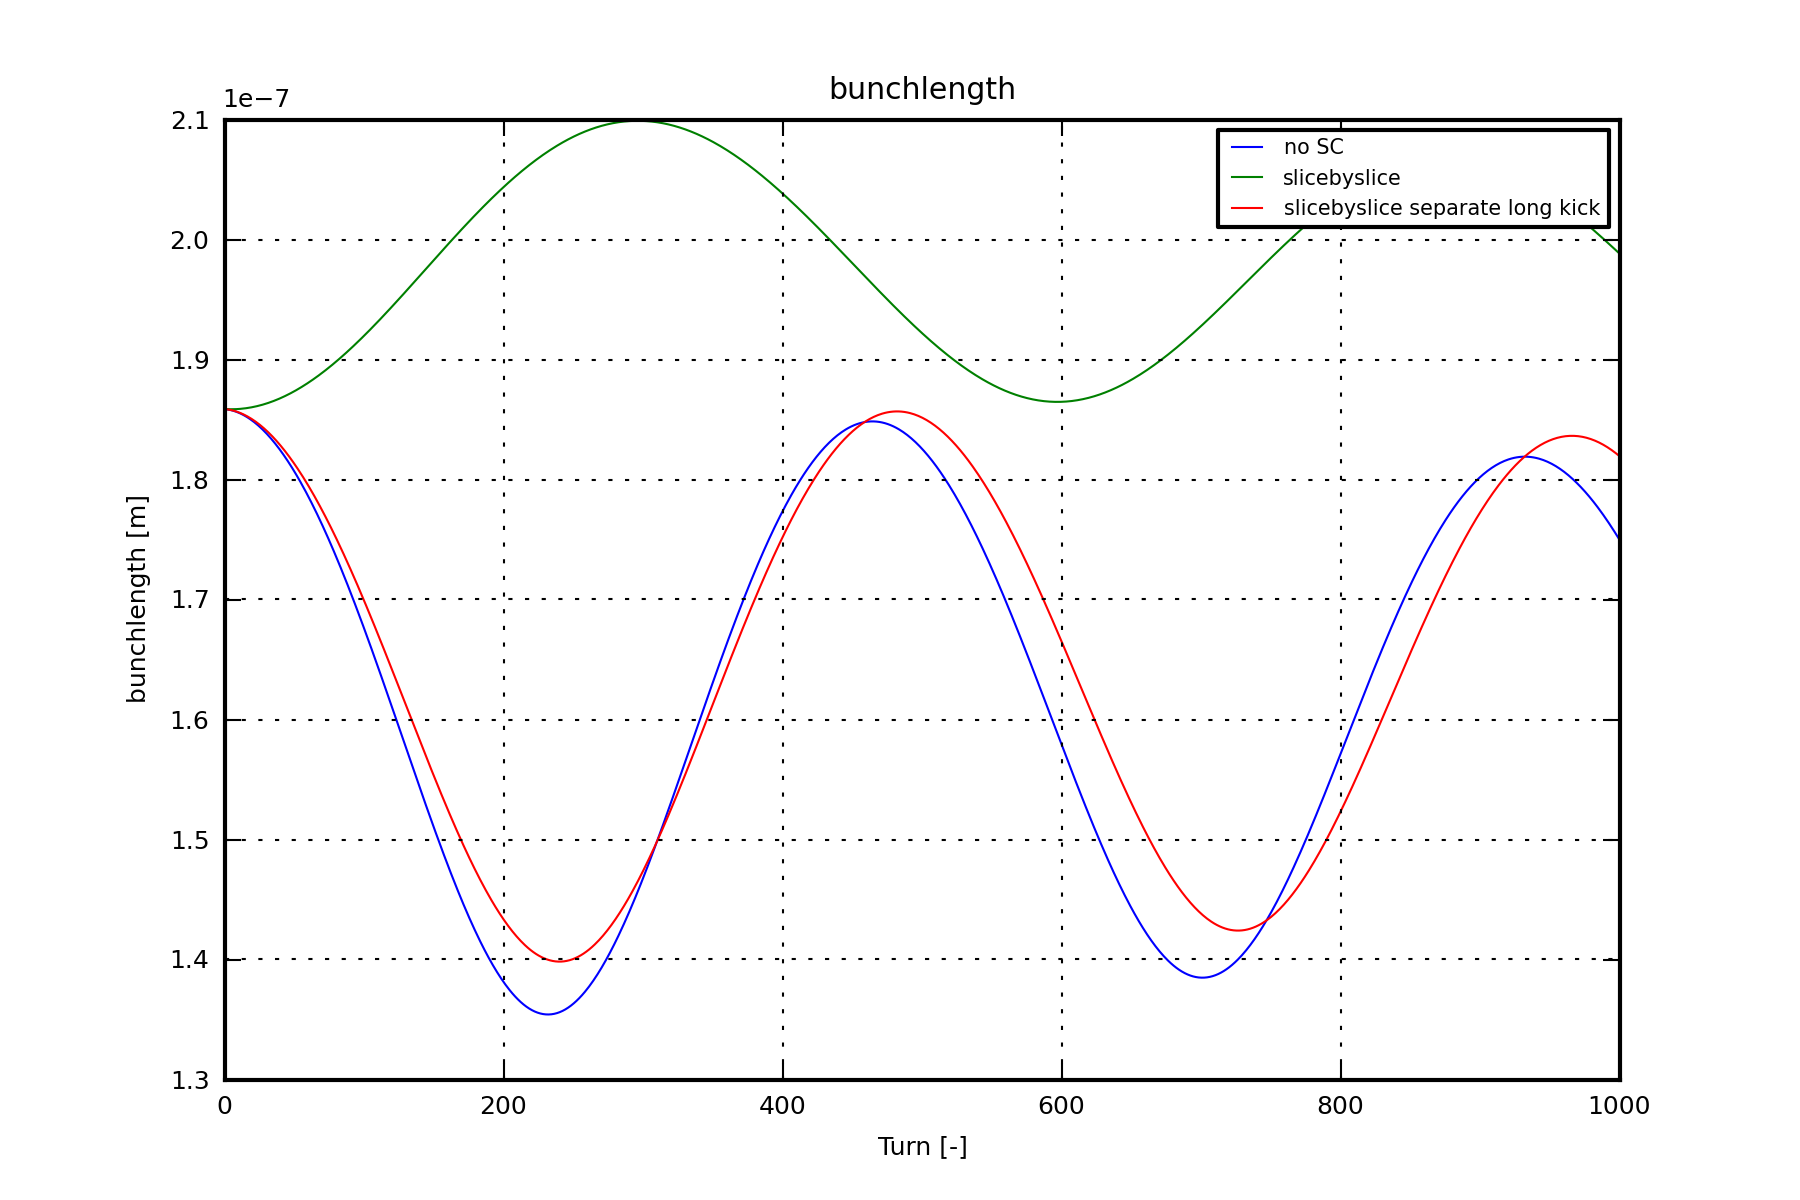 bunchlength
1e−7
2.1
2.0
1.9
1.8
1.7
1.6
1.5
1.4
1.3
bunchlength [m]
no SC
slicebyslice
slicebyslice separate long kick
0 200 400 600 800 1000
Turn [-]